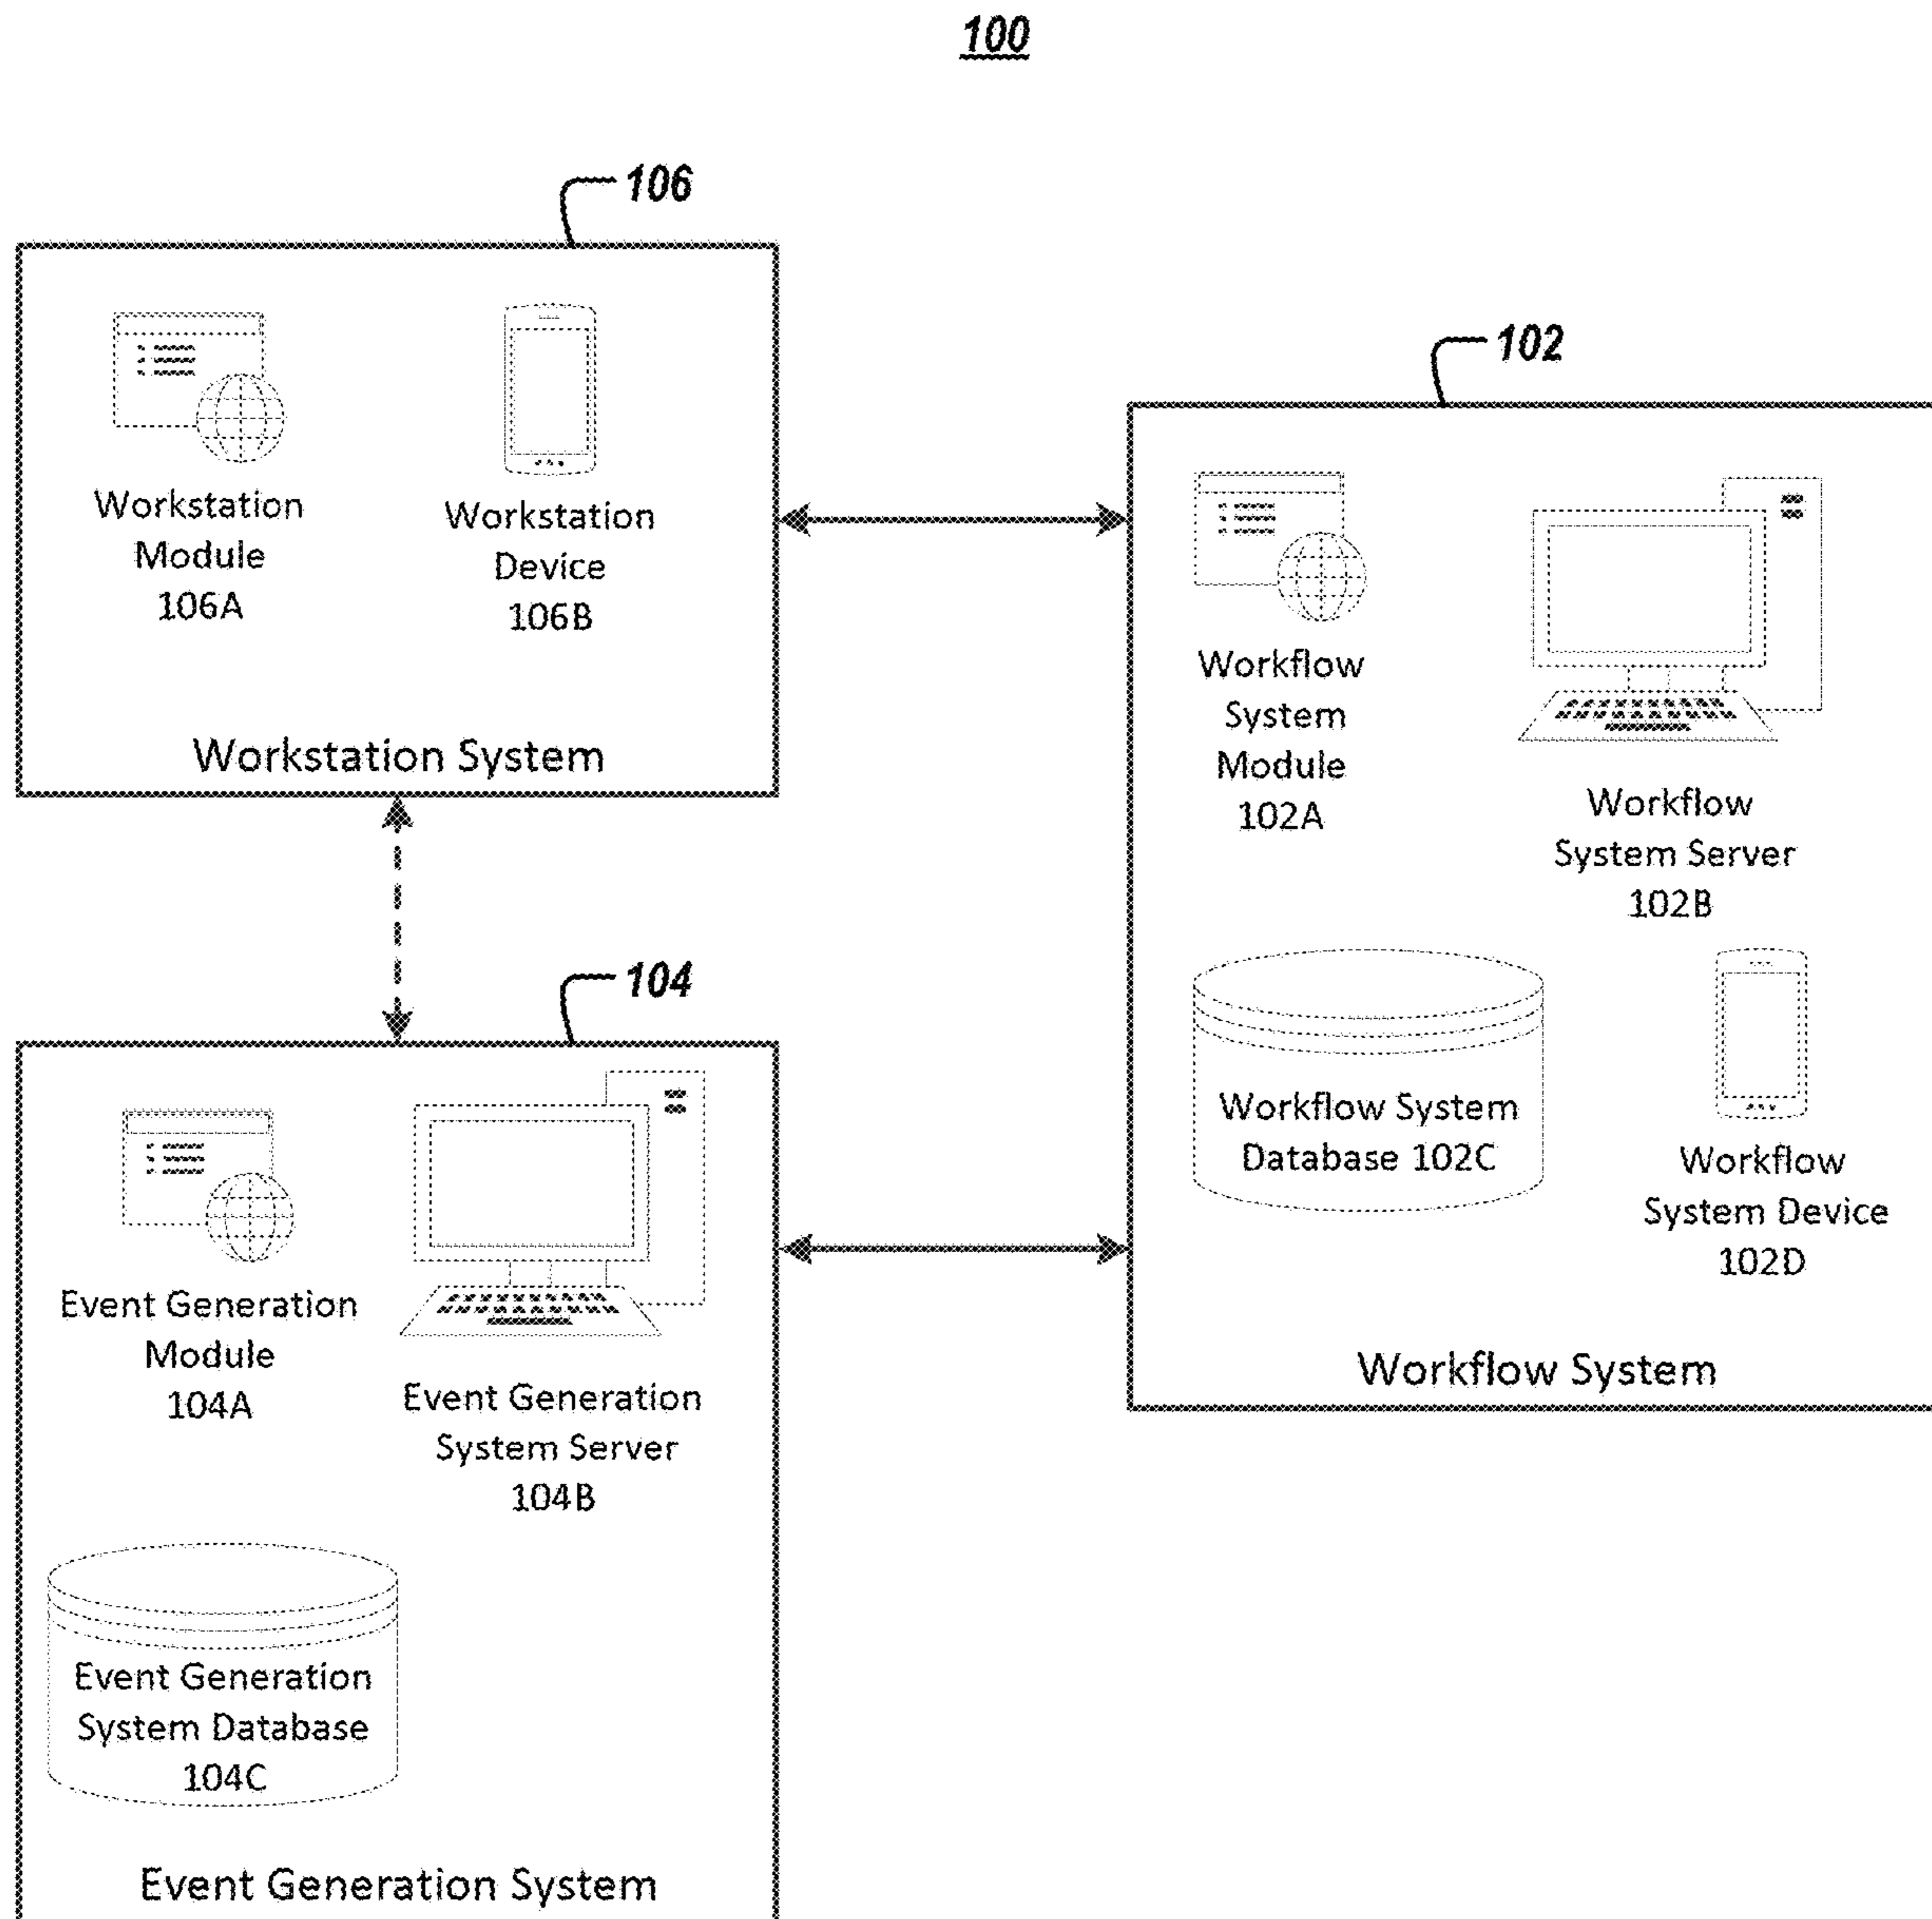 100
106
Workstation
Module
106A
Workstation
Device
106B
Workstation System
102
Workflow
System
Module
102A
Workflow
System Server
102B
Workflow System
Database 102C
Workflow
System Device
102D
Workflow System
104
Event Generation
Module
104A
Event Generation
System Server
104B
Event Generation
System Database
104C
Event Generation System